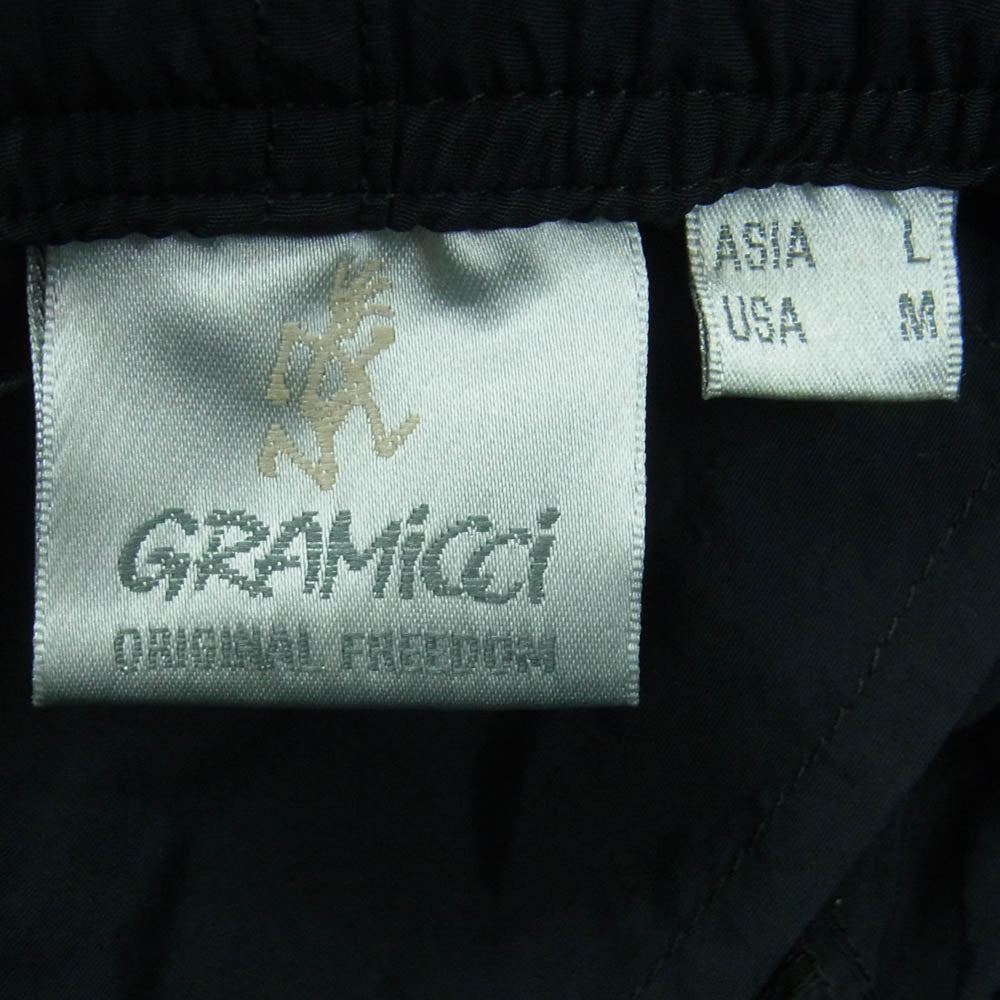 GRAMiCCi
ORIGINAL FREEDOM
ASIA L
USA M